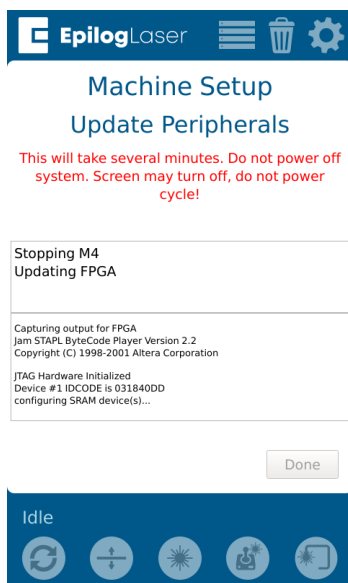 EpilogLaser
Machine Setup
Update Peripherals
This will take several minutes. Do not power off
system. Screen may turn off, do not power
cycle!
Stopping M4
Updating FPGA
Capturing output for FPGA
Jam STAPL ByteCode Player Version 2.2
Copyright (C) 1998-2001 Altera Corporation
JTAG Hardware Initialized
Device #1 IDCODE is 031840DD
configuring SRAM device(s)...
Done
Idle